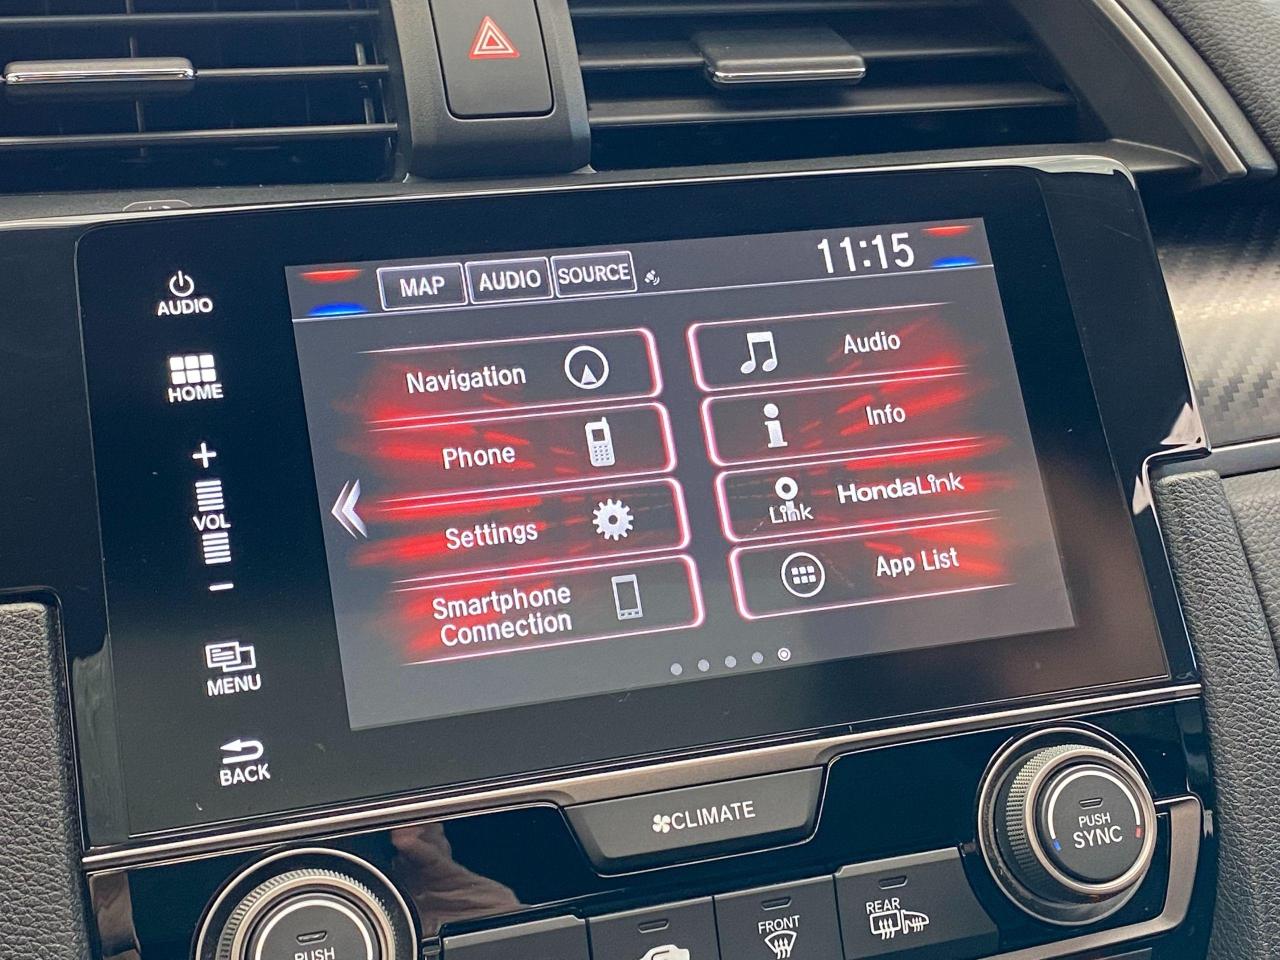 AUDIO
HOME
VOL
MENU
BACK
MAP AUDIO SOURCE 11:15
Navigation
Phone
Settings
Smartphone
Connection
Audio
Info
Link HondaLink
App List
CLIMATE
PUSH
SYNC
PUSH
FRONT
REAR